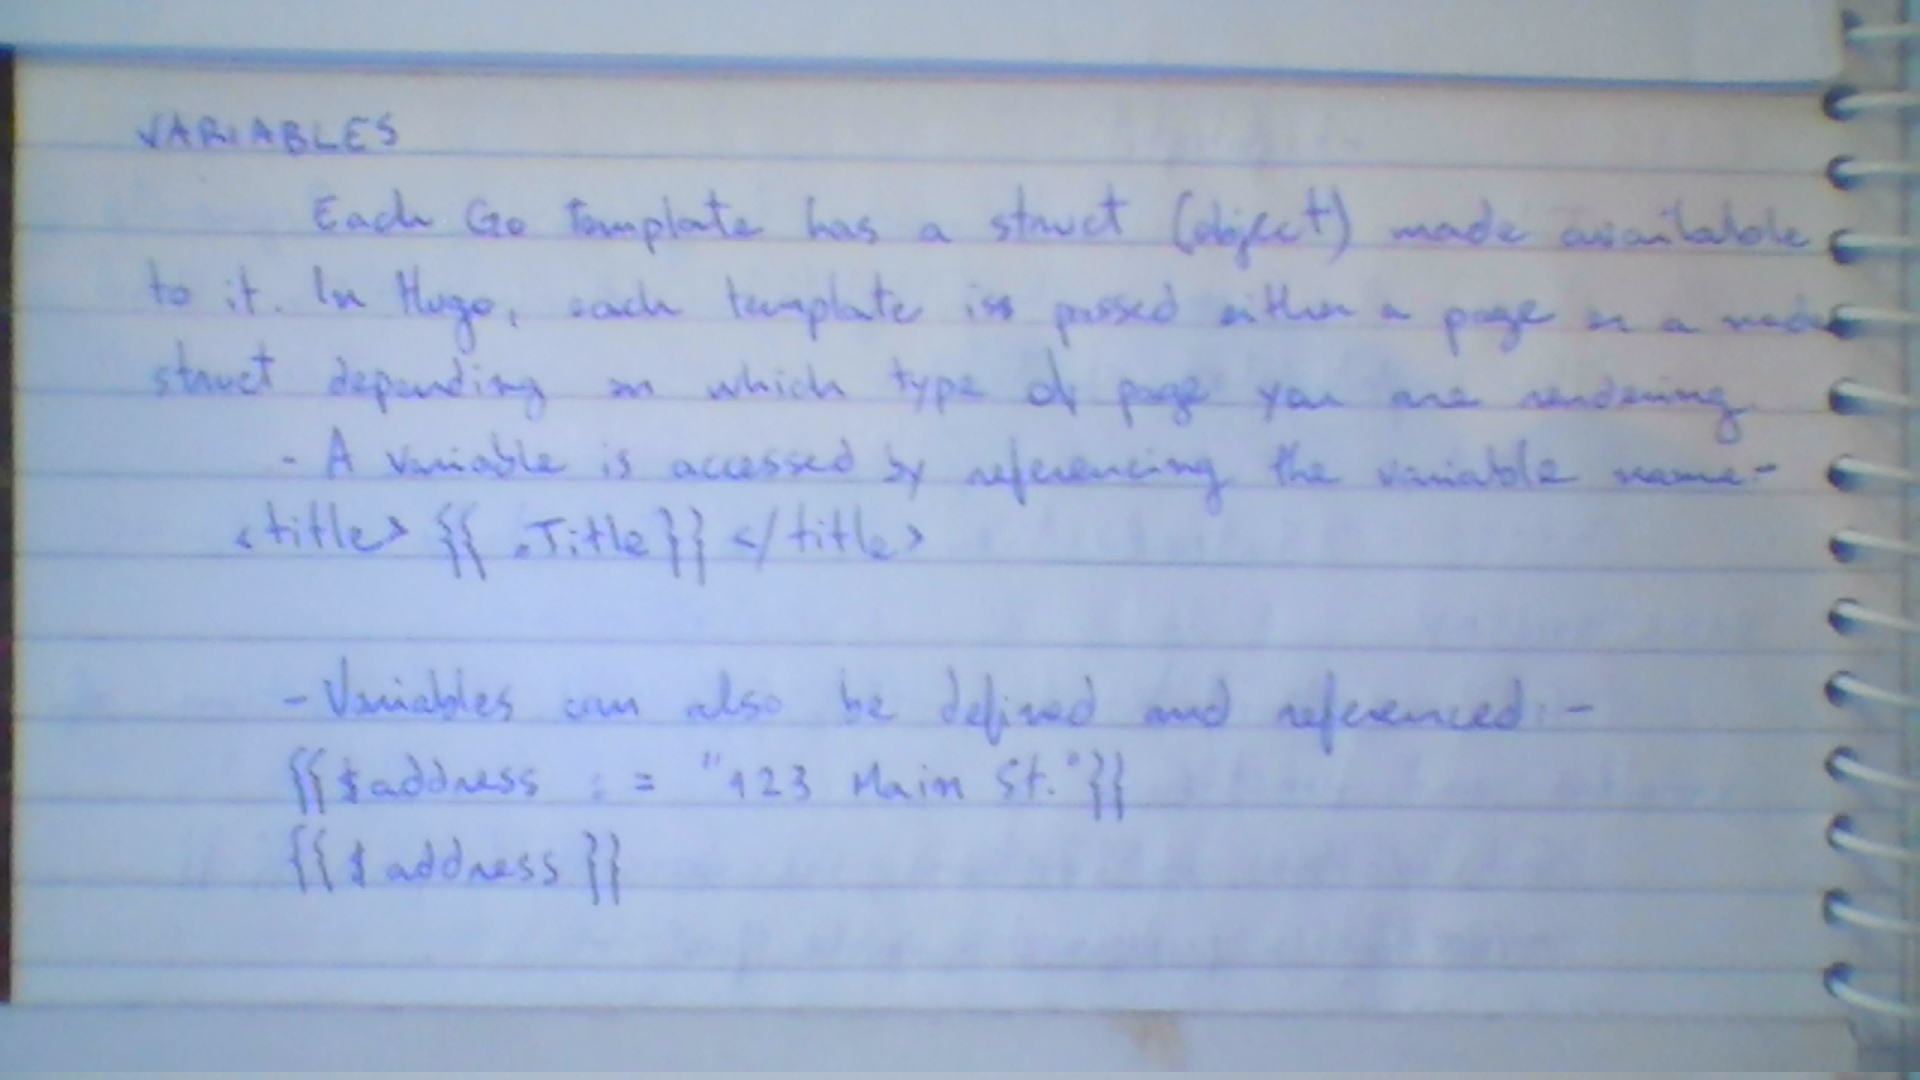 VARIABLES
Each Go Template has a struct (object) made available
to it. In Hugo, each template is passed either a page or a node
struct depending on which type of page you are rendering
- A variable is accessed by referencing the variable name-
<title> {{ .Title}} </title>
- Variables can also be defined and referenced:-
{{$address := "123 Main St."}}
{{$address}}